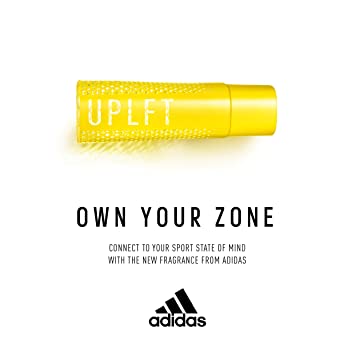 UPLFT
OWN YOUR ZONE
CONNECT TO YOUR SPORT STATE OF MIND
WITH THE NEW FRAGRANCE FROM ADIDAS
adidas